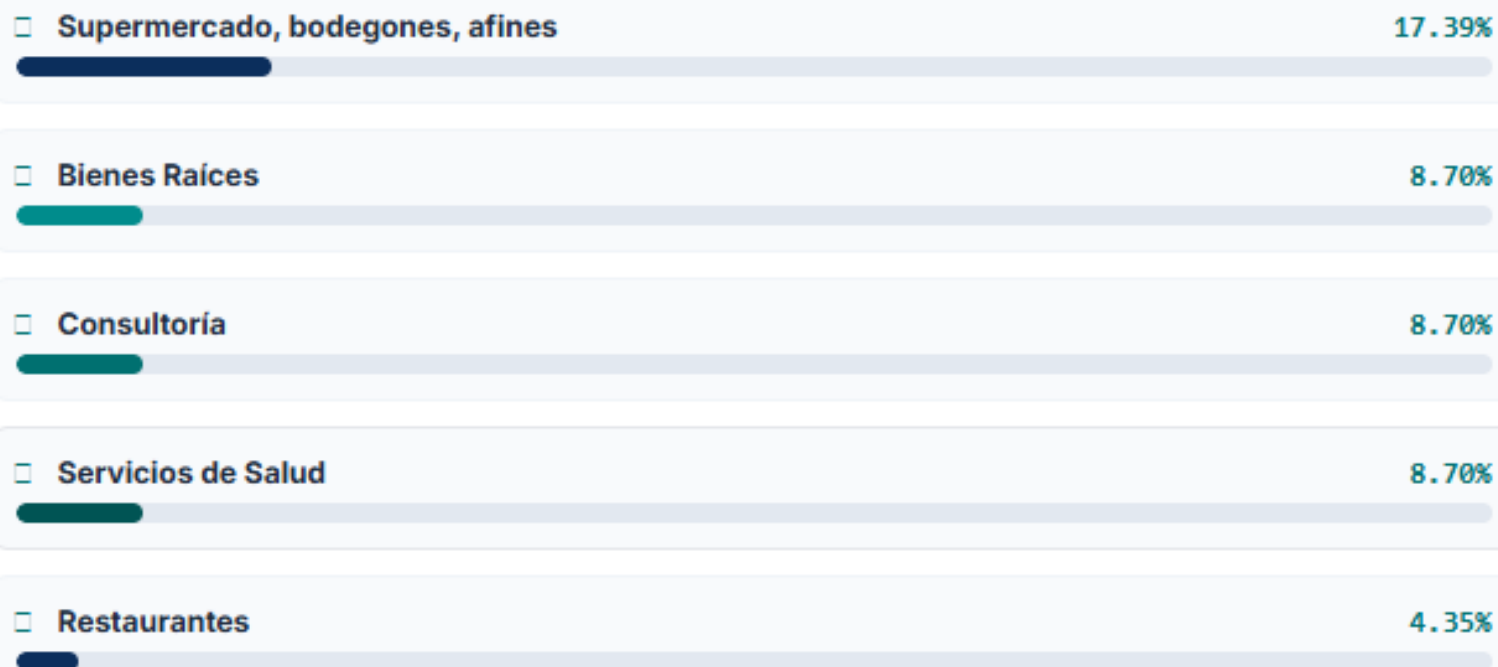 Supermercado, bodegones, afines 17.39%
Bienes Raíces 8.70%
Consultoría 8.70%
Servicios de Salud 8.70%
Restaurantes 4.35%